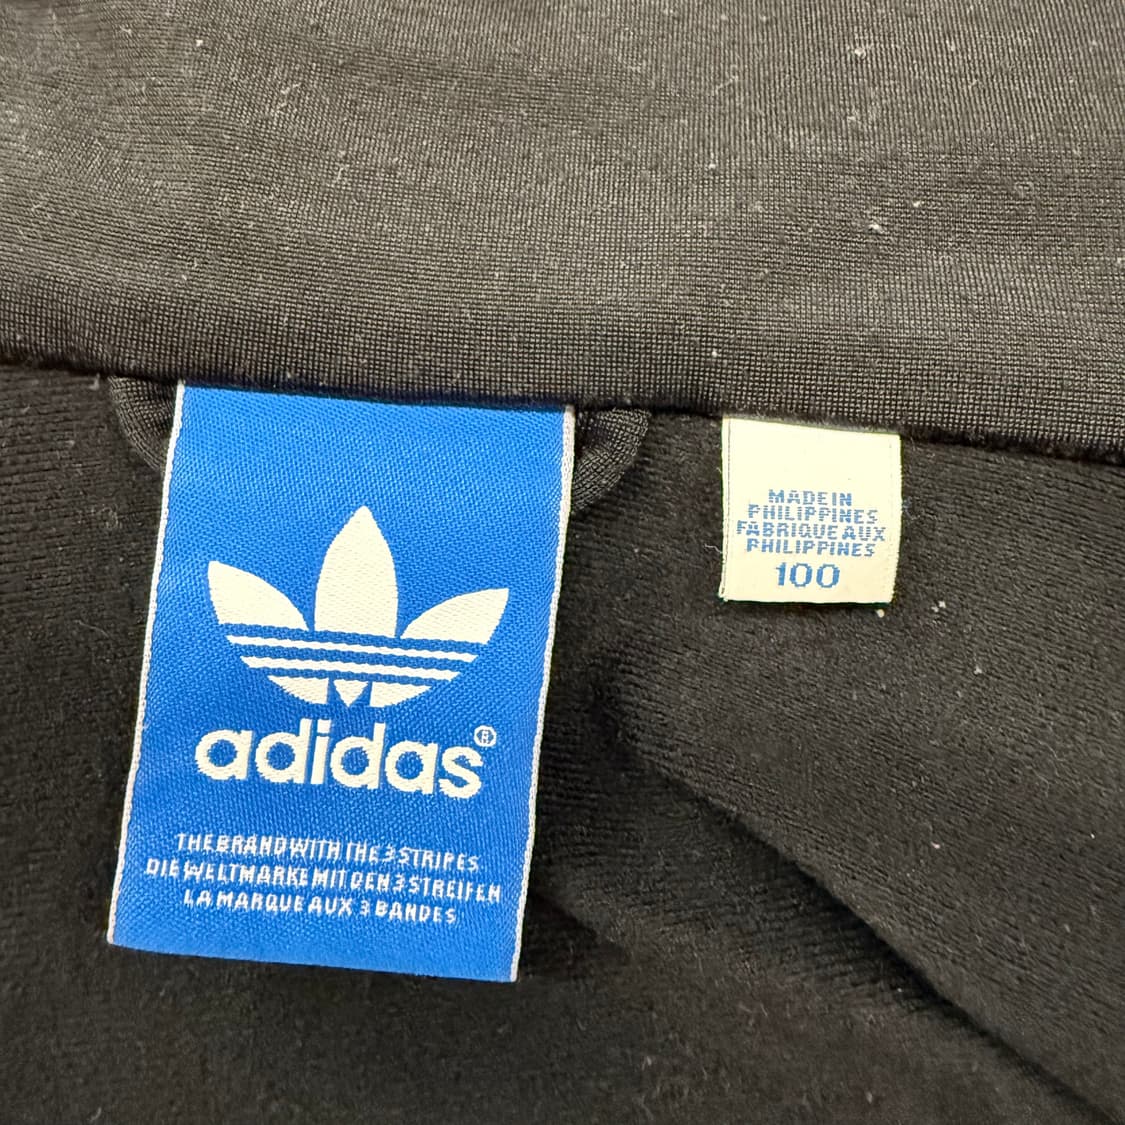 adidas®
THE BRAND WITH THE 3 STRIPES
DIE WELTMARKE MIT DEN 3 STREIFEN
LA MARQUE AUX 3 BANDES
MADE IN
PHILIPPINES
FABRIQUE AUX
PHILIPPINES
100